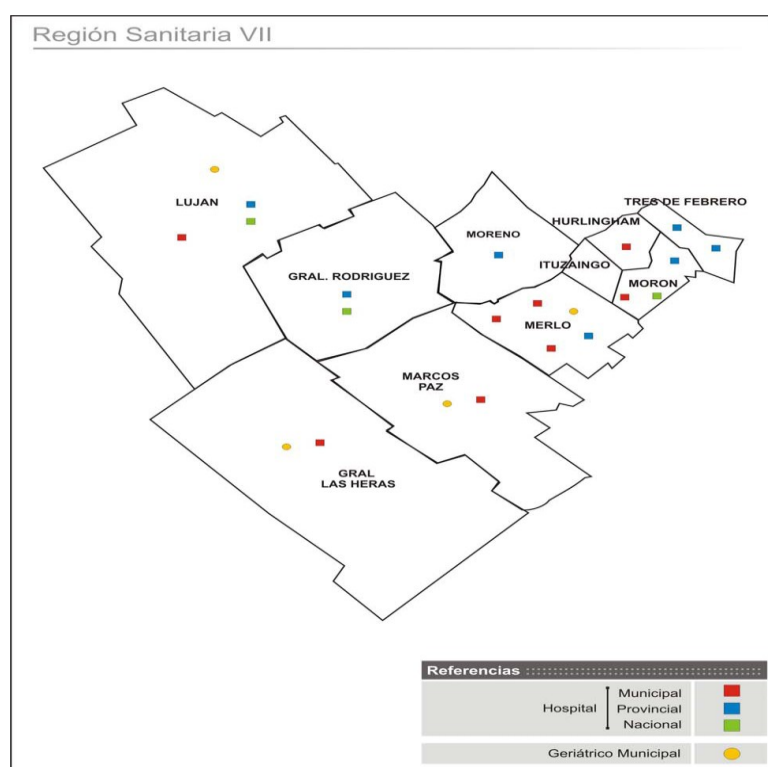 Región Sanitaria VII
TRES DE FEBRERO
LUJAN
HURLINGHAM
MORENO
ITUZAINGO
GRAL. RODRIGUEZ
MORON
MERLO
MARCOS
PAZ
GRAL
LAS HERAS
Referencias
Hospital
Municipal
Provincial
Nacional
Geriátrico Municipal